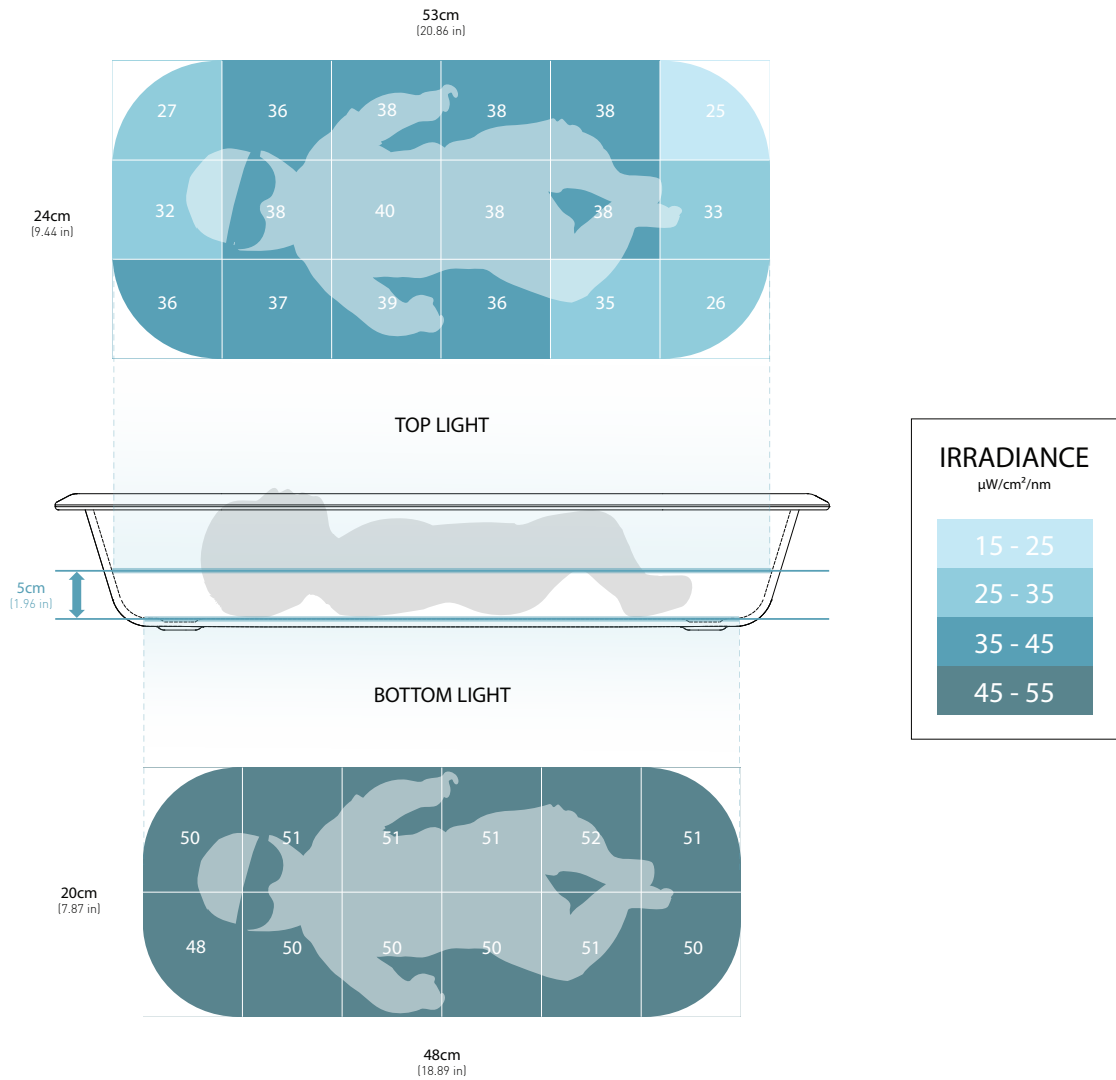 53cm
(20.86 in)
27 36 38 38 38 25
24cm
(9.44 in)
32 38 40 38 38 33
36 37 39 36 35 26
TOP LIGHT
IRRADIANCE
µW/cm²/nm
15 - 25
25 - 35
35 - 45
45 - 55
5cm
(1.96 in)
BOTTOM LIGHT
50 51 51 51 52 51
20cm
(7.87 in)
48 50 50 50 51 50
48cm
(18.89 in)